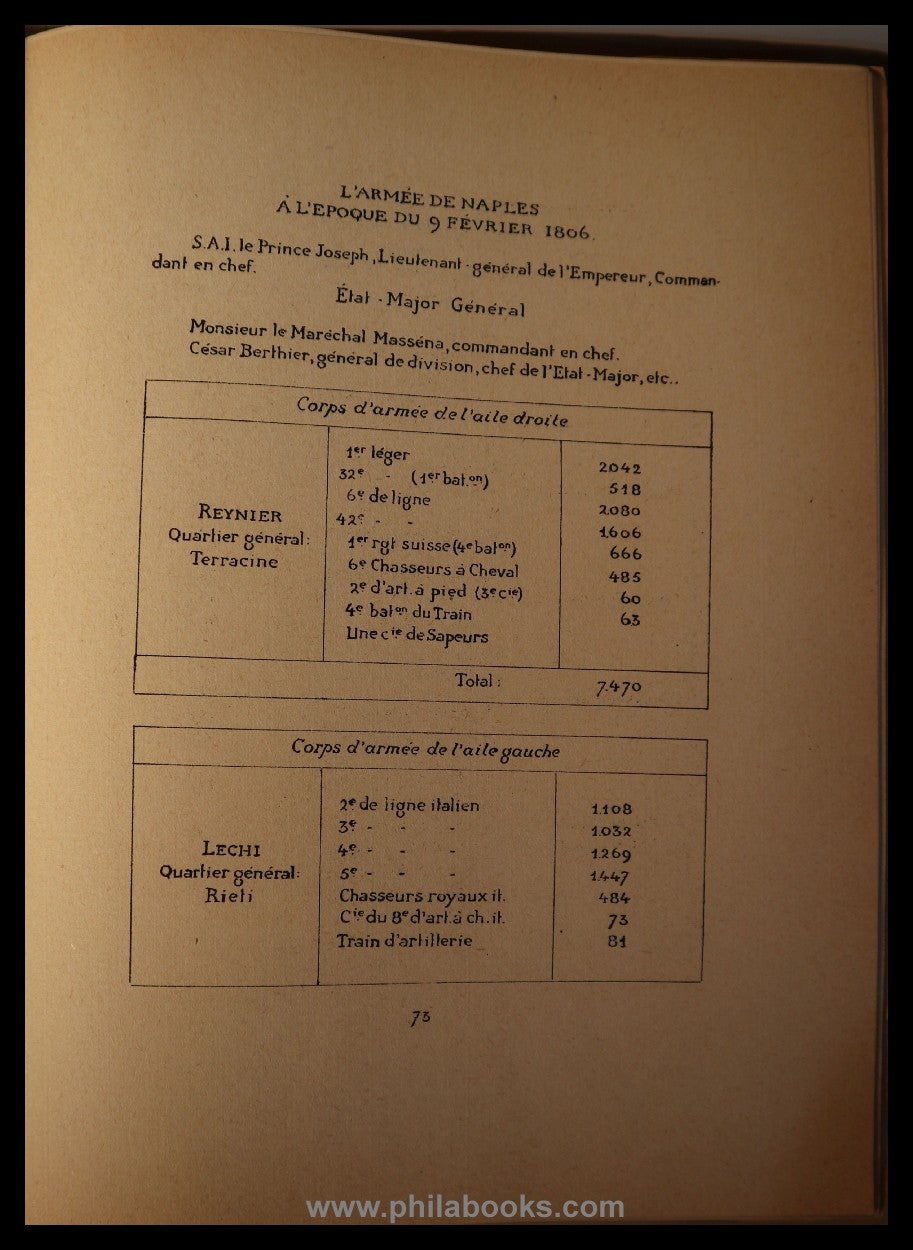 L'ARMÉE DE NAPLES
À L'EPOQUE DU 9 FÉVRIER 1806.
S.A.I. le Prince Joseph, Lieutenant-général de l'Empereur, Comman-
dant en chef.
État-Major Général
Monsieur le Maréchal Masséna, commandant en chef.
César Berthier, général de division, chef de l'Etat-Major, etc..
Corps d'armée de l'aile droite
REYNIER
Quartier général:
Terracine
1er léger 2042
32e - (1er bat.on) 518
6e de ligne 2.080
42e - - 1.606
1er rgt suisse (4e baton) 666
6e Chasseurs à Cheval 485
2e d'art. à pied (3e cie) 60
4e baton du Train 63
Une cie de Sapeurs
Total: 7.470
Corps d'armée de l'aile gauche
LECHI
Quartier général:
Rieti
2e de ligne italien 1.108
3e - - - 1.032
4e - - - 1.269
5e - - - 1.447
Chasseurs royaux it. 484
Cie du 8e d'art. à ch. it. 73
Train d'artillerie 81
73
www.philabooks.com